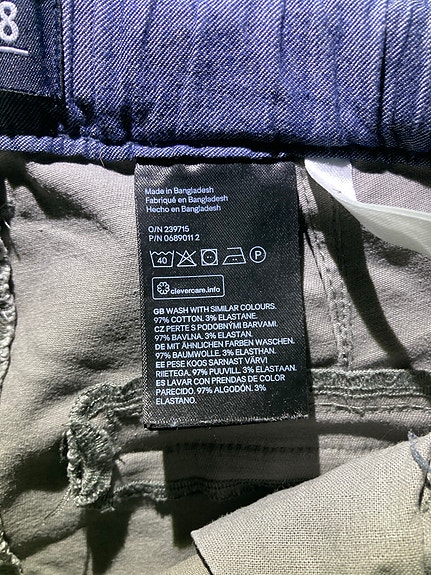 8
Made in Bangladesh
Fabriqué en Bangladesh
Hecho en Bangladesh
O/N 239715
P/N 0689011 2
40 P
clevercare.info
GB WASH WITH SIMILAR COLOURS.
97% COTTON. 3% ELASTANE.
CZ PERTE S PODOBNÝMI BARVAMI.
97% BAVLNA. 3% ELASTAN.
DE MIT ÄHNLICHEN FARBEN WASCHEN.
97% BAUMWOLLE. 3% ELASTHAN.
EE PESE KOOS SARNAST VÄRVI
RIIETEGA. 97% PUUVILL. 3% ELASTAAN.
ES LAVAR CON PRENDAS DE COLOR
PARECIDO. 97% ALGODÓN. 3%
ELASTANO.